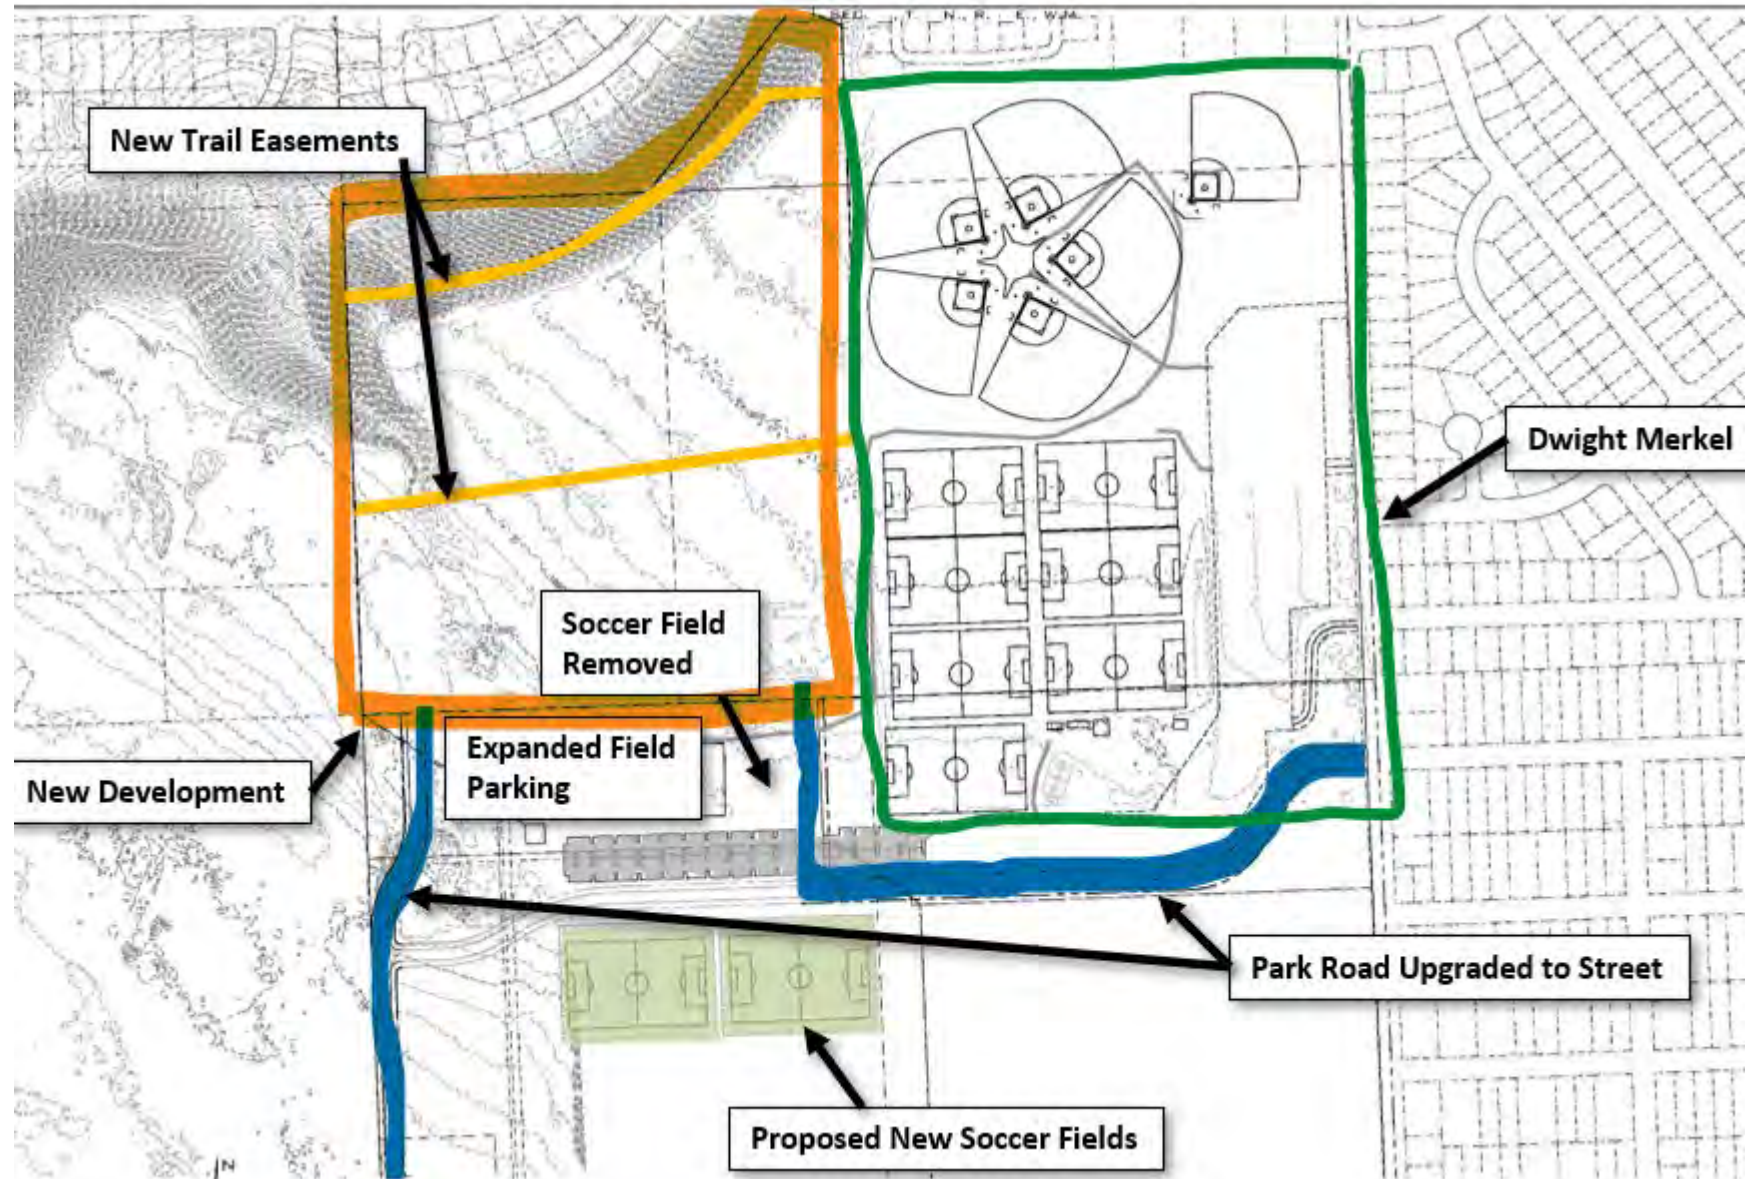 SEC. T. N., R. E., W.M.
New Trail Easements
Dwight Merkel
Soccer Field
Removed
Expanded Field
Parking
New Development
Park Road Upgraded to Street
Proposed New Soccer Fields
N